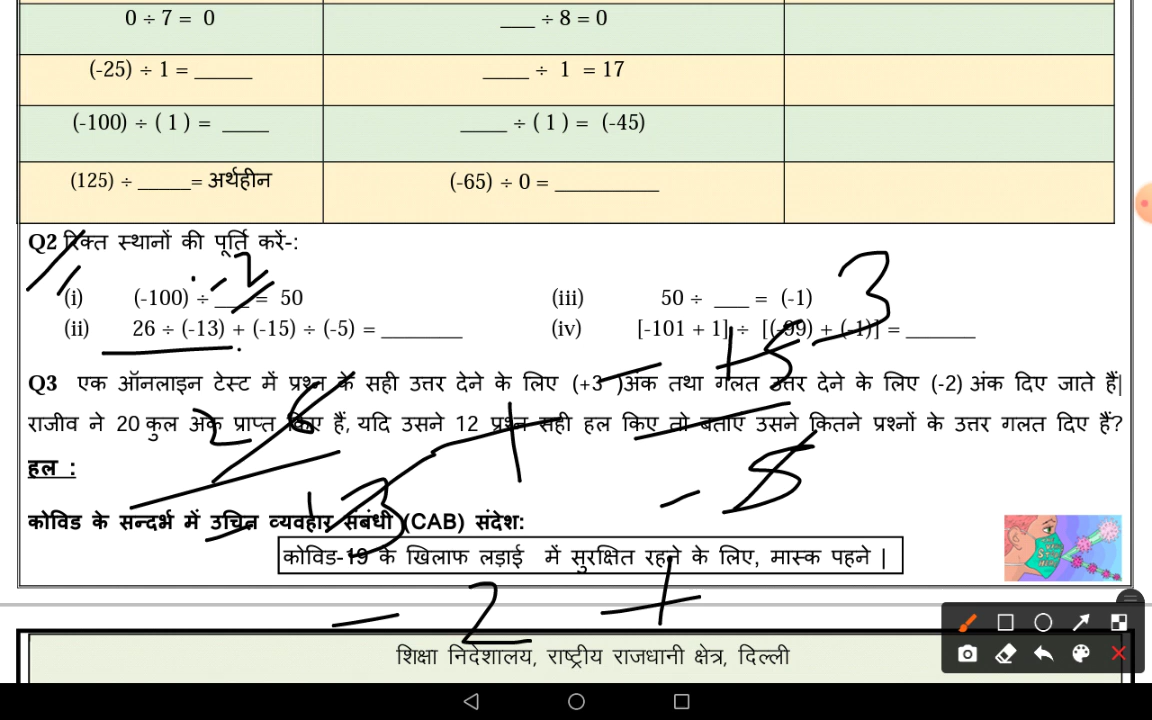 0 ÷ 7 = 0 ___ ÷ 8 = 0
(-25) ÷ 1 = _____ ____ ÷ 1 = 17
(-100) ÷ ( 1 ) = ____ ____ ÷ ( 1 ) = (-45)
(125) ÷ _____= अर्थहीन (-65) ÷ 0 = _________
Q2 रिक्त स्थानों की पूर्ति करें-:
(i) (-100) ÷ ___ = 50 (iii) 50 ÷ ___ = (-1)
-2
3
(ii) 26 ÷ (-13) + (-15) ÷ (-5) = _______ (iv) [-101 + 1] ÷ [(-99) + (-1)] = ______
Q3 एक ऑनलाइन टेस्ट में प्रश्न के सही उत्तर देने के लिए (+3 )अंक तथा गलत उत्तर देने के लिए (-2) अंक दिए जाते हैं|
राजीव ने 20 कुल अंक प्राप्त किए हैं, यदि उसने 12 प्रश्न सही हल किए तो बताएं उसने कितने प्रश्नों के उत्तर गलत दिए हैं?
हल :
कोविड के सन्दर्भ में उचित व्यवहार संबंधी (CAB) संदेश:
कोविड-19 के खिलाफ लड़ाई में सुरक्षित रहने के लिए, मास्क पहने |
- 2 +
शिक्षा निदेशालय, राष्ट्रीय राजधानी क्षेत्र, दिल्ली